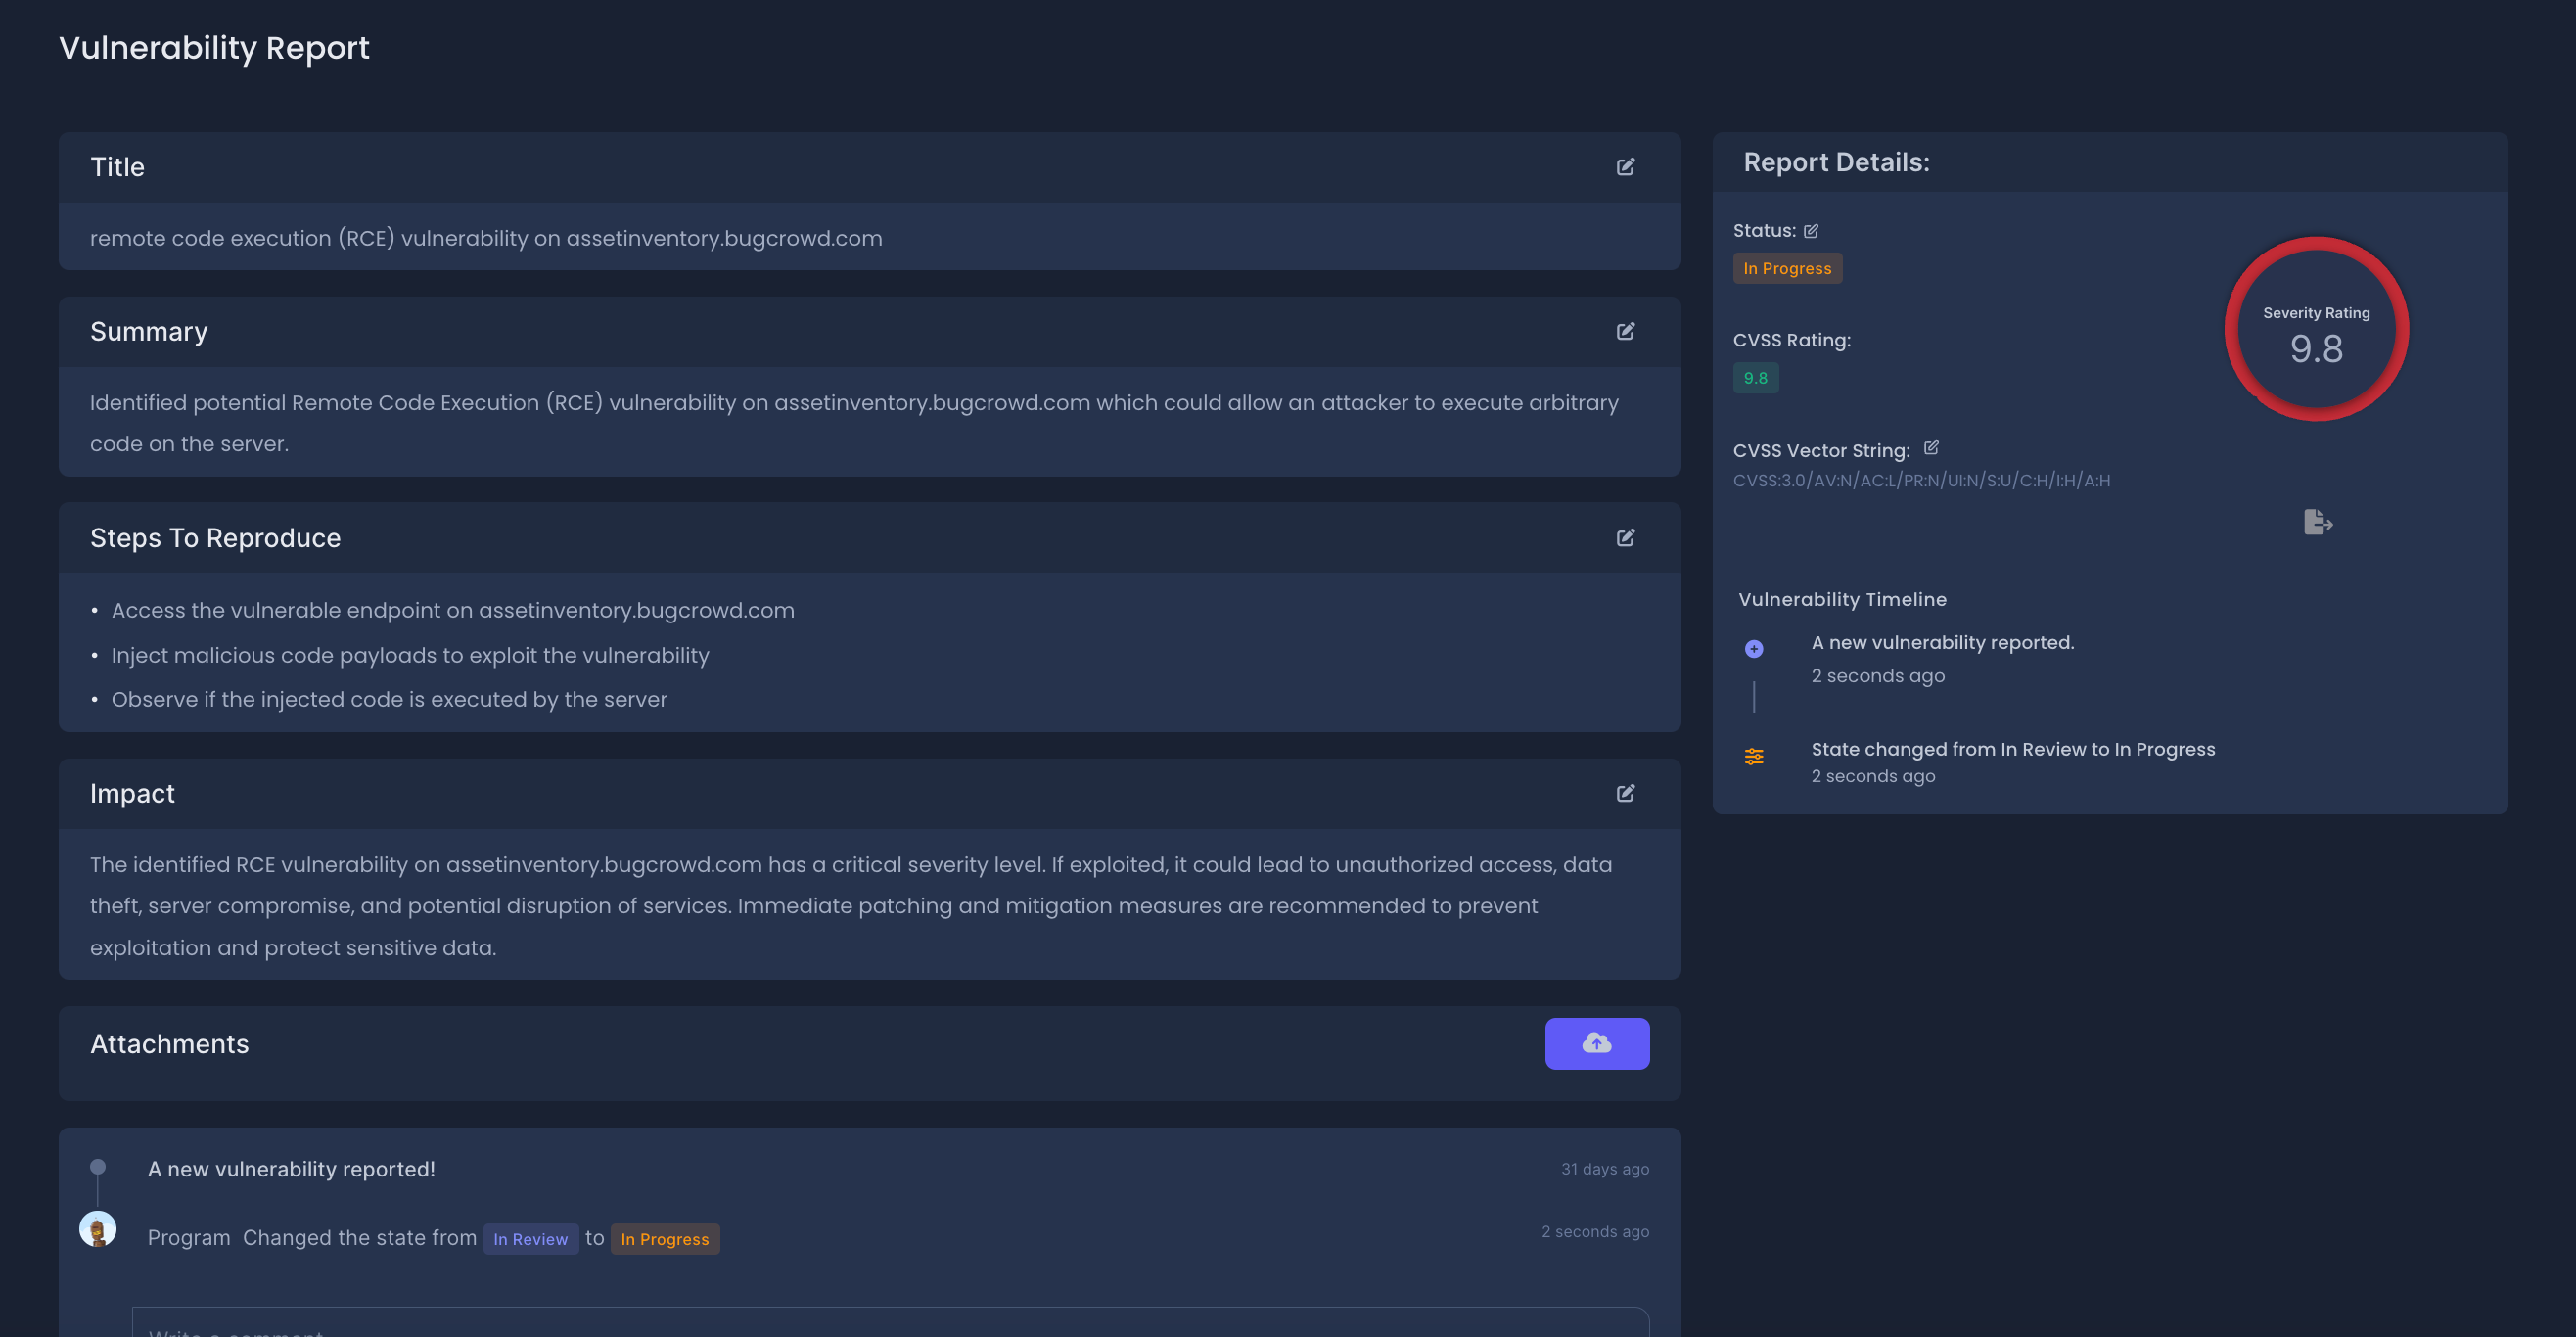 Vulnerability Report
Title
remote code execution (RCE) vulnerability on assetinventory.bugcrowd.com
Summary
Identified potential Remote Code Execution (RCE) vulnerability on assetinventory.bugcrowd.com which could allow an attacker to execute arbitrary
code on the server.
Steps To Reproduce
• Access the vulnerable endpoint on assetinventory.bugcrowd.com
• Inject malicious code payloads to exploit the vulnerability
• Observe if the injected code is executed by the server
Impact
The identified RCE vulnerability on assetinventory.bugcrowd.com has a critical severity level. If exploited, it could lead to unauthorized access, data
theft, server compromise, and potential disruption of services. Immediate patching and mitigation measures are recommended to prevent
exploitation and protect sensitive data.
Attachments
A new vulnerability reported!
31 days ago
Program Changed the state from In Review to In Progress
2 seconds ago
Write a comment
Report Details:
Status:
In Progress
CVSS Rating:
9.8
Severity Rating
9.8
CVSS Vector String:
CVSS:3.0/AV:N/AC:L/PR:N/UI:N/S:U/C:H/I:H/A:H
Vulnerability Timeline
A new vulnerability reported.
2 seconds ago
State changed from In Review to In Progress
2 seconds ago